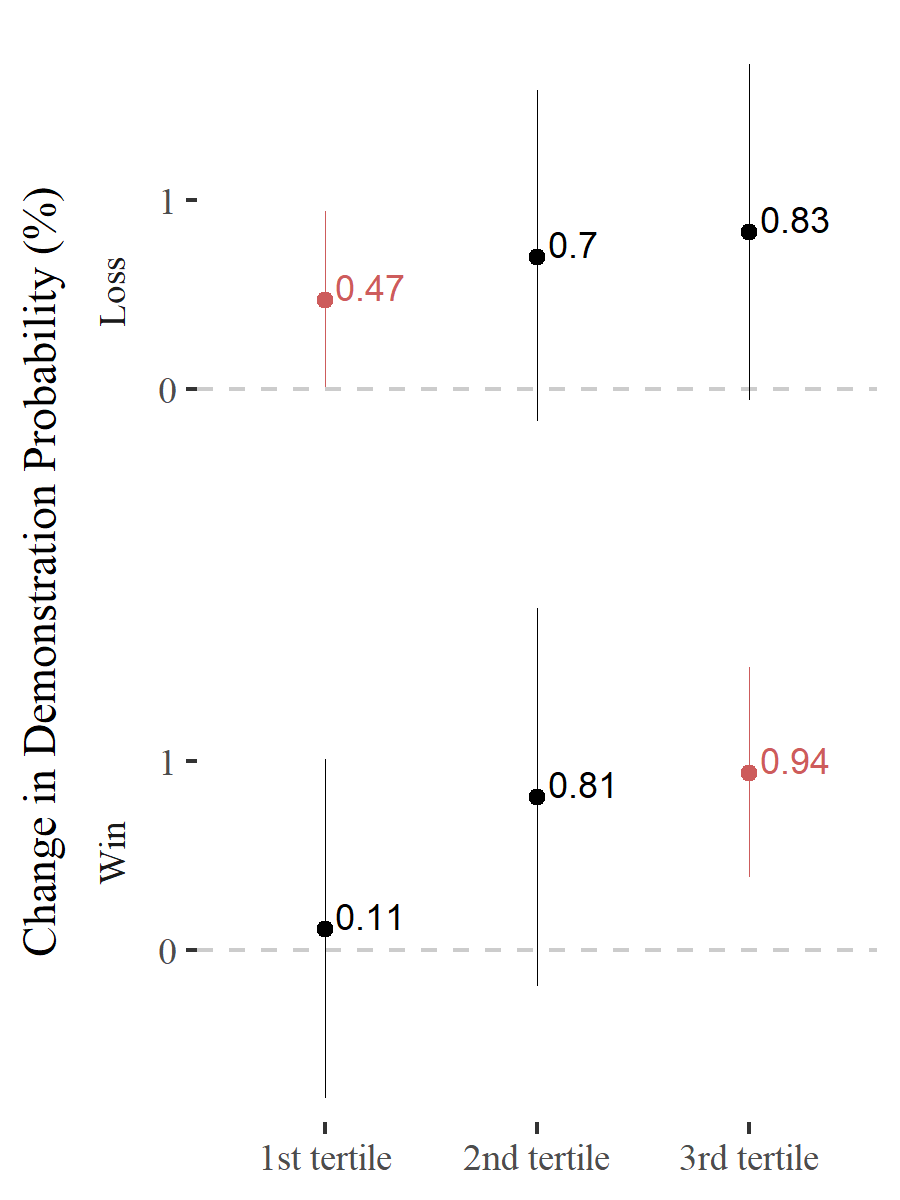 Change in Demonstration Probability (%)
Loss
1
0
0.47
0.7
0.83
Win
1
0
0.11
0.81
0.94
1st tertile
2nd tertile
3rd tertile